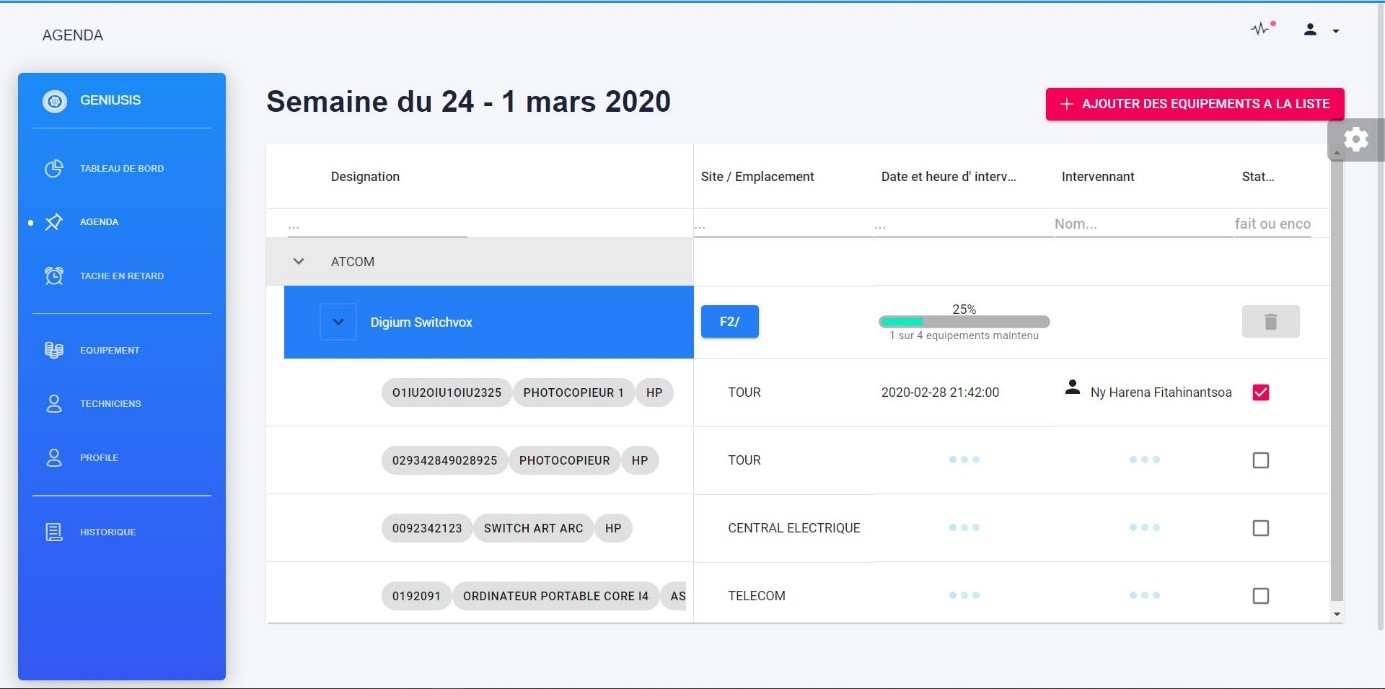 AGENDA
GENIUSIS
TABLEAU DE BORD
AGENDA
TACHE EN RETARD
EQUIPEMENT
TECHNICIENS
PROFILE
HISTORIQUE
Semaine du 24 - 1 mars 2020
+ AJOUTER DES EQUIPEMENTS A LA LISTE
Designation Site / Emplacement Date et heure d' interv... Intervennant Stat...
... ... ... Nom... fait ou enco
ATCOM
Digium Switchvox F2/ 25%
1 sur 4 equipements maintenu
O1IU2OIU1OIU2325 PHOTOCOPIEUR 1 HP TOUR 2020-02-28 21:42:00 Ny Harena Fitahinantsoa
029342849028925 PHOTOCOPIEUR HP TOUR
0092342123 SWITCH ART ARC HP CENTRAL ELECTRIQUE
0192091 ORDINATEUR PORTABLE CORE I4 AS TELECOM